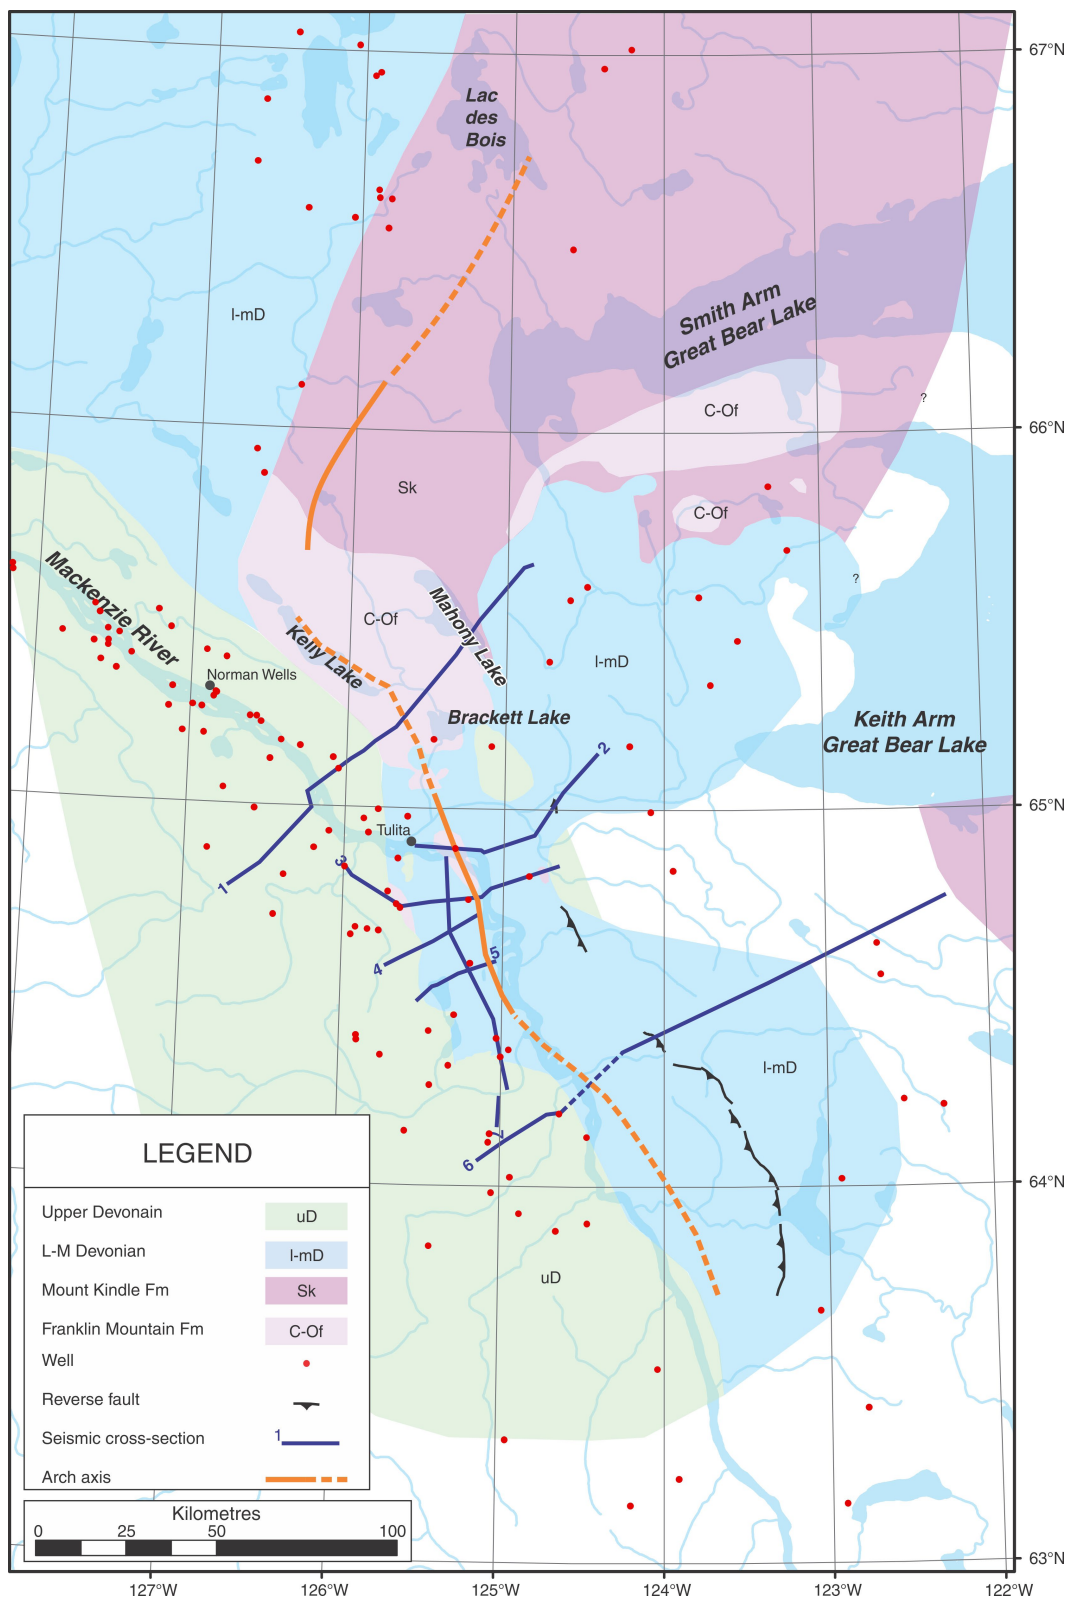 67°N
Lac
des
Bois
l-mD
Smith Arm
Great Bear Lake
?
C-Of
66°N
Sk
C-Of
?
Mackenzie River
Mahony Lake
C-Of
Kelly Lake
l-mD
Norman Wells
Brackett Lake
Keith Arm
Great Bear Lake
2
65°N
Tulita
3
1
5
4
l-mD
7
6
64°N
uD
LEGEND
Upper Devonain
uD
L-M Devonian
l-mD
Mount Kindle Fm
Sk
Franklin Mountain Fm
C-Of
Well
Reverse fault
Seismic cross-section
1
Arch axis
Kilometres
0 25 50 100
63°N
127°W 126°W 125°W 124°W 123°W 122°W